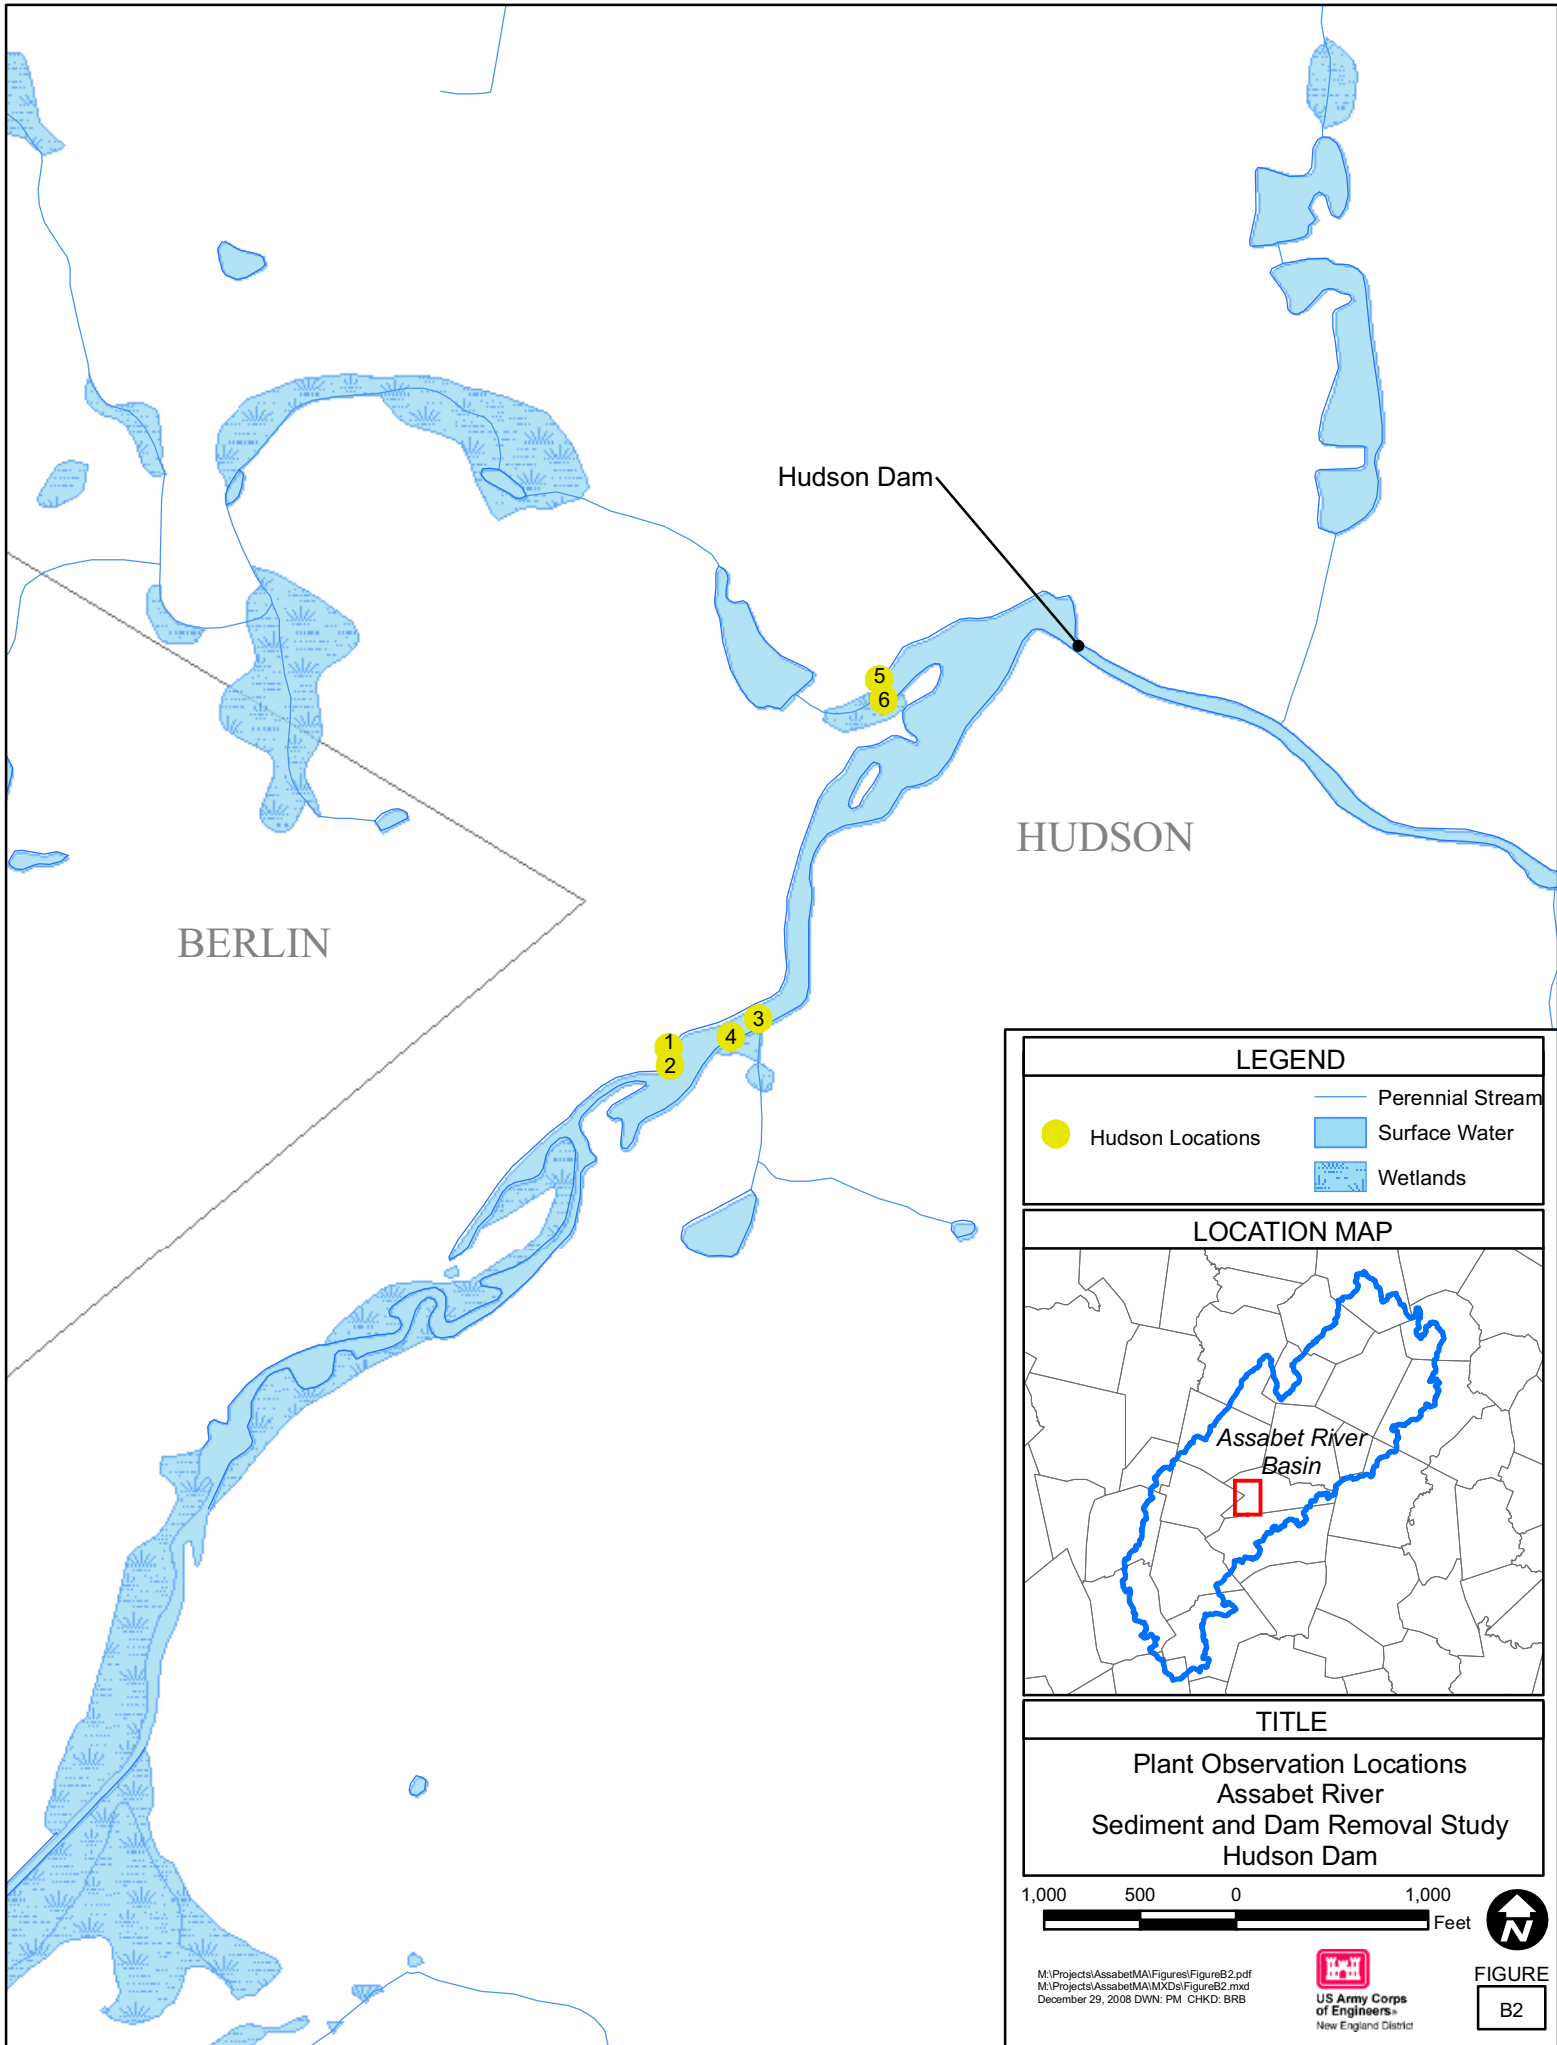 Hudson Dam
5
6
HUDSON
BERLIN
3
4
1
2
LEGEND
Hudson Locations
Perennial Stream
Surface Water
Wetlands
LOCATION MAP
Assabet River
Basin
TITLE
Plant Observation Locations
Assabet River
Sediment and Dam Removal Study
Hudson Dam
1,000 500 0 1,000
Feet
N
M:\Projects\AssabetMA\Figures\FigureB2.pdf
M:\Projects\AssabetMA\MXDs\FigureB2.mxd
December 29, 2008 DWN: PM CHKD: BRB
US Army Corps
of Engineers®
New England District
FIGURE
B2